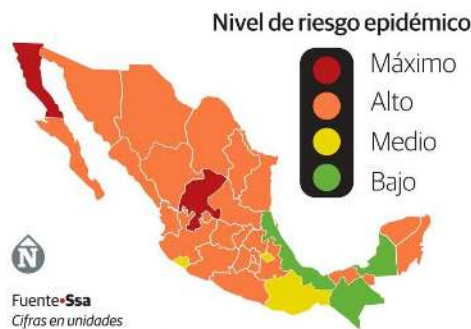 Nivel de riesgo epidémico
Máximo
Alto
Medio
Bajo
N
Fuente•Ssa
Cifras en unidades